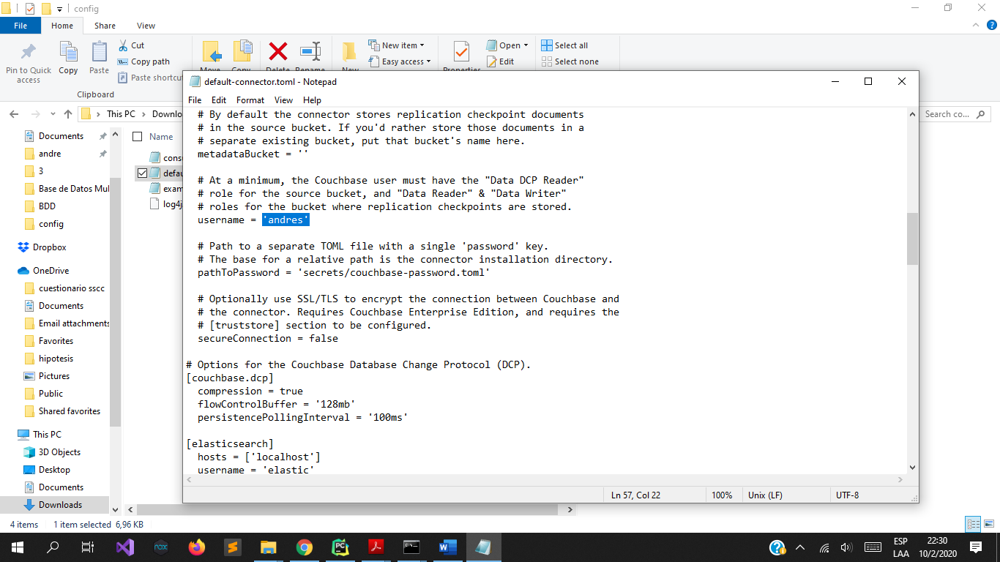 config
File
Home
Share
View
Pin to Quick
access
Copy
Paste
Cut
Copy path
Paste shortcut
Clipboard
Move
Copy
Delete
Rename
New
New item
Easy access
Properties
Open
Edit
Select all
Select none
This PC
Downlo
Search co...
Documents
andre
3
Base de Datos Mul
BDD
config
Dropbox
OneDrive
cuestionario sscc
Documents
Email attachments
Favorites
hipotesis
Pictures
Public
Shared favorites
This PC
3D Objects
Desktop
Documents
Downloads
Name
cons
defau
exam
log4j
default-connector.toml - Notepad
File Edit Format View Help
# By default the connector stores replication checkpoint documents
# in the source bucket. If you'd rather store those documents in a
# separate existing bucket, put that bucket's name here.
metadataBucket = ''
# At a minimum, the Couchbase user must have the "Data DCP Reader"
# role for the source bucket, and "Data Reader" & "Data Writer"
# roles for the bucket where replication checkpoints are stored.
username = 'andres'
# Path to a separate TOML file with a single 'password' key.
# The base for a relative path is the connector installation directory.
pathToPassword = 'secrets/couchbase-password.toml'
# Optionally use SSL/TLS to encrypt the connection between Couchbase and
# the connector. Requires Couchbase Enterprise Edition, and requires the
# [truststore] section to be configured.
secureConnection = false
# Options for the Couchbase Database Change Protocol (DCP).
[couchbase.dcp]
compression = true
flowControlBuffer = '128mb'
persistencePollingInterval = '100ms'
[elasticsearch]
hosts = ['localhost']
username = 'elastic'
Ln 57, Col 22
100%
Unix (LF)
UTF-8
4 items
1 item selected 6,96 KB
ESP
LAA
22:30
10/2/2020